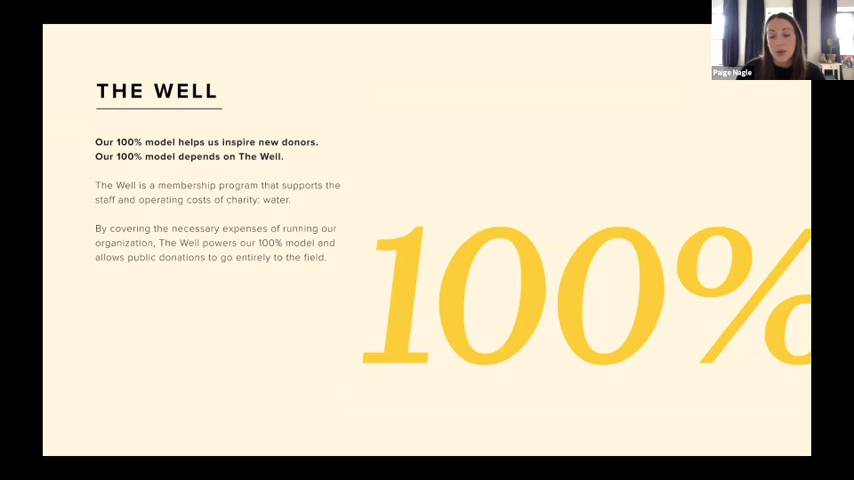 THE WELL
Our 100% model helps us inspire new donors.
Our 100% model depends on The Well.
The Well is a membership program that supports the
staff and operating costs of charity: water.
By covering the necessary expenses of running our
organization, The Well powers our 100% model and
allows public donations to go entirely to the field.
100%
Paige Nagle